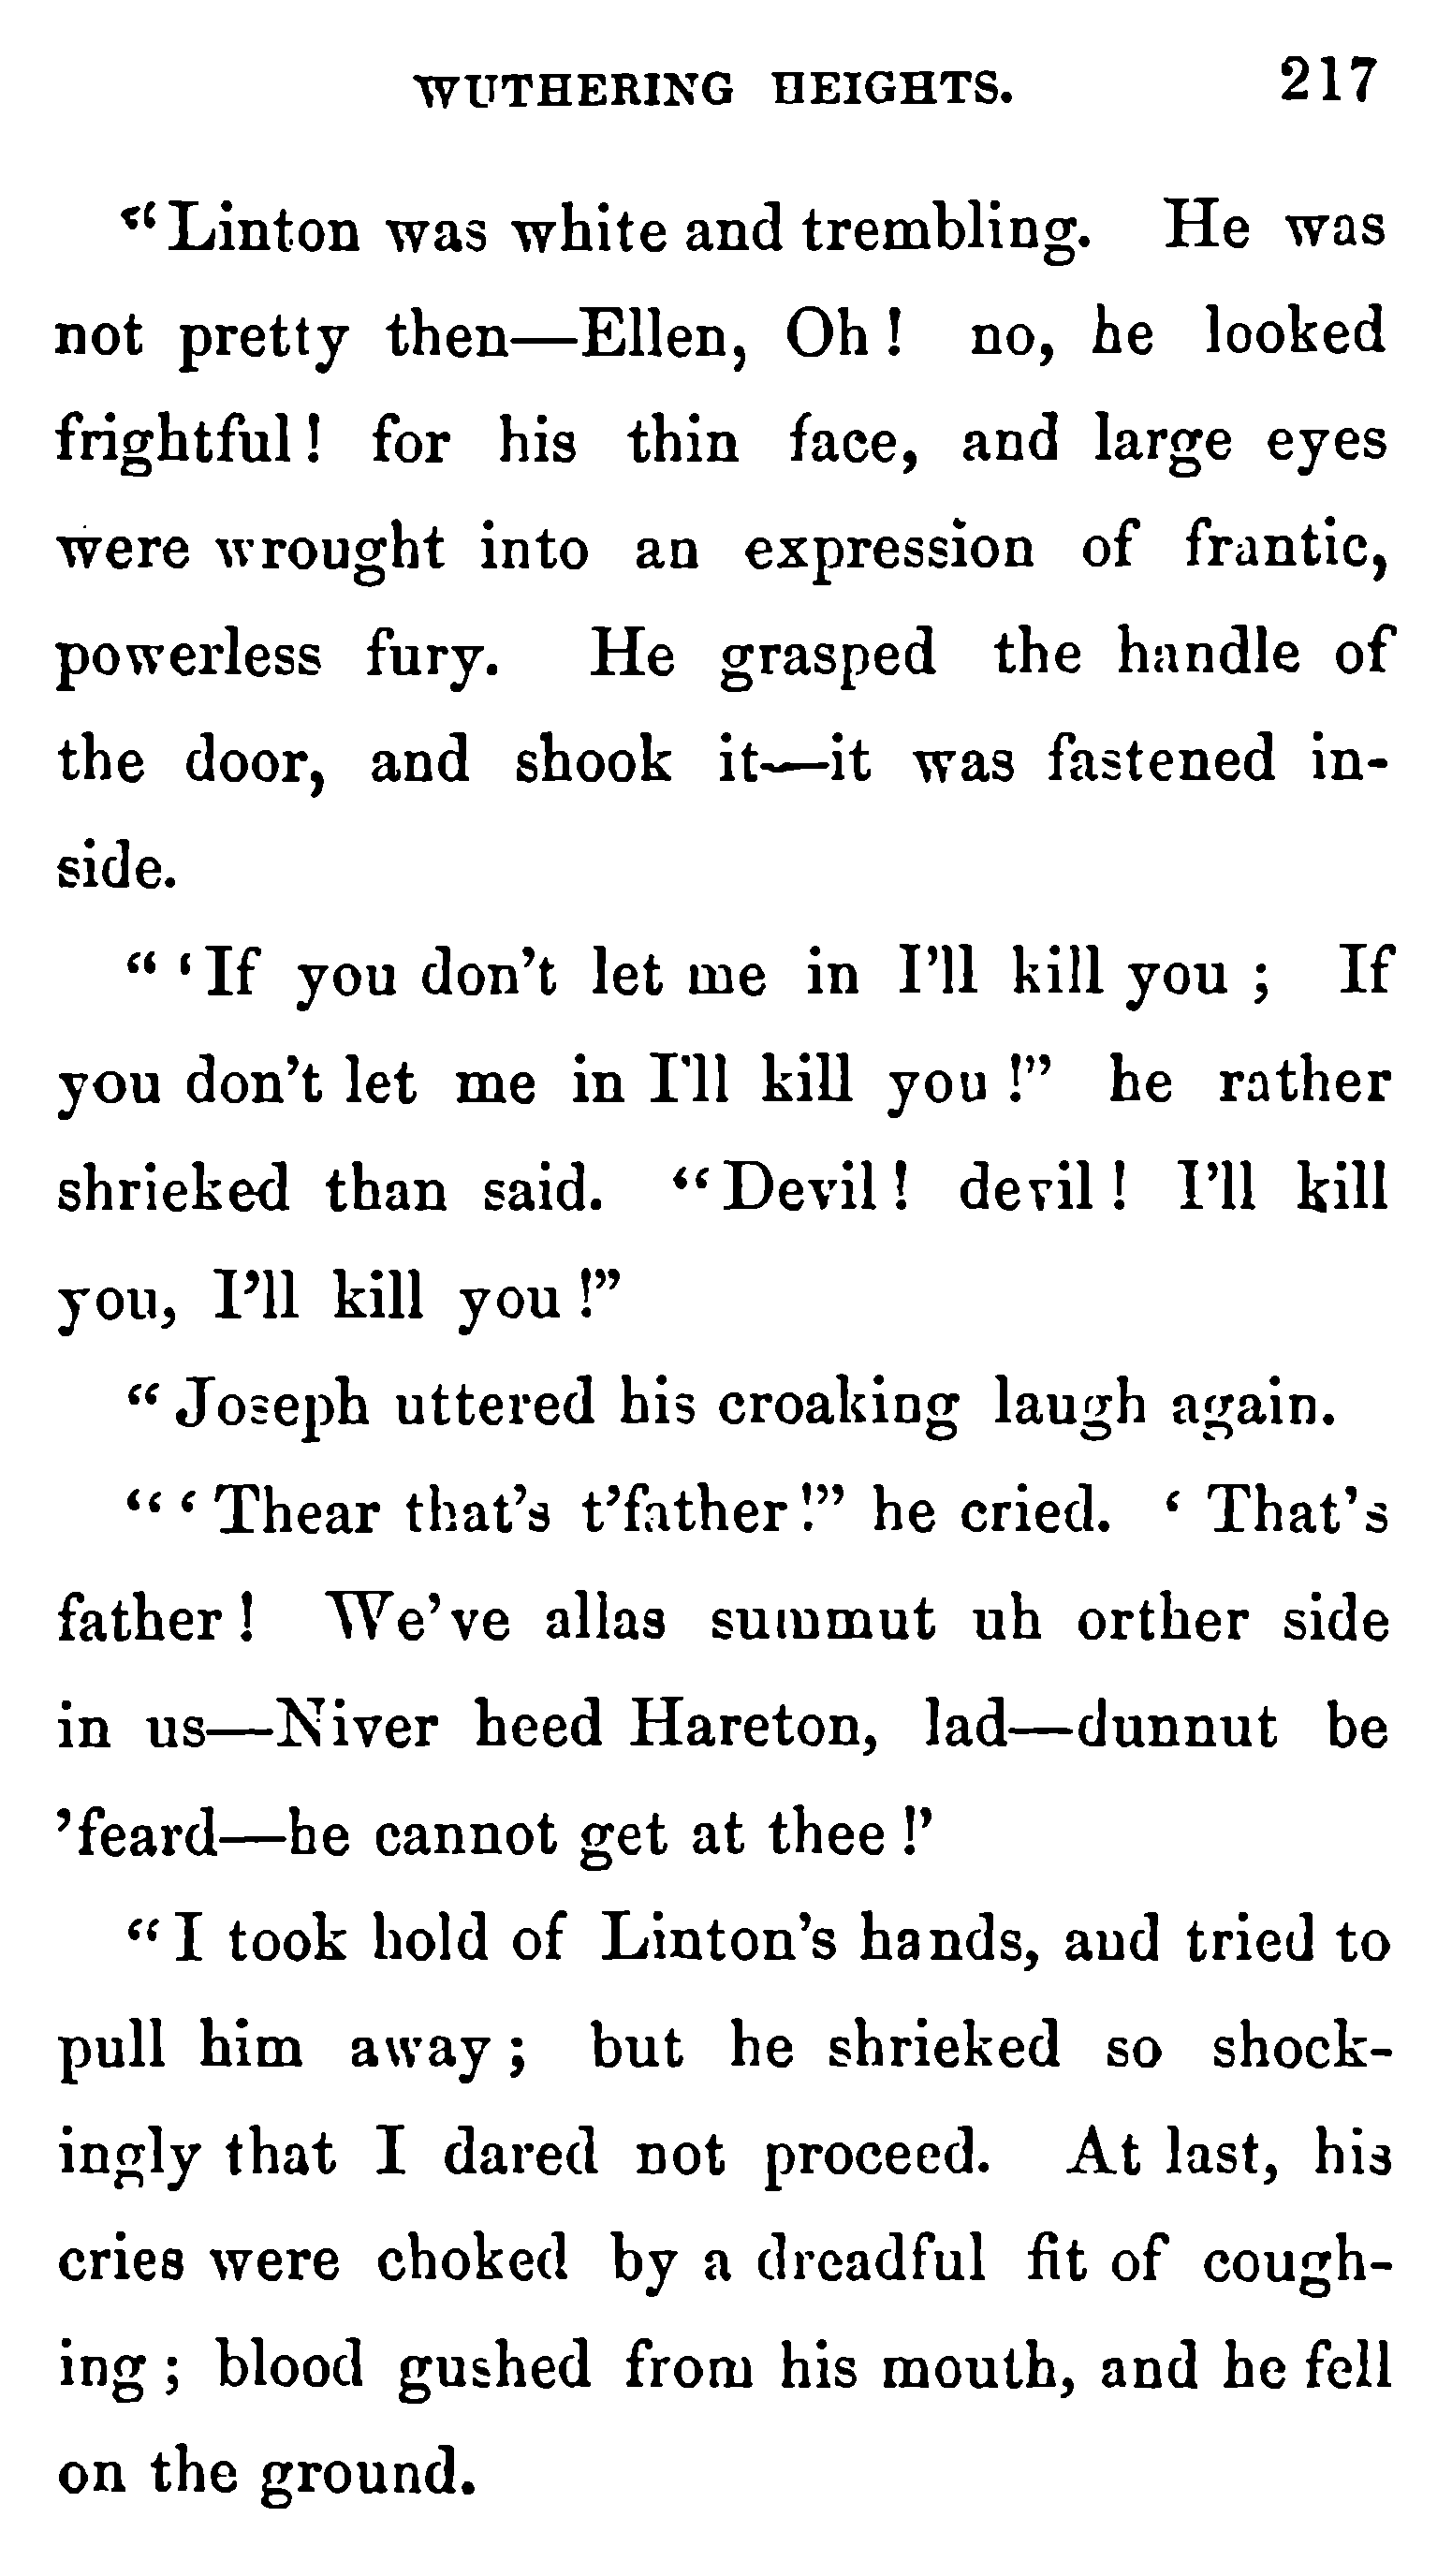 WUTHERING HEIGHTS. 217
“Linton was white and trembling. He was
not pretty then—Ellen, Oh! no, he looked
frightful! for his thin face, and large eyes
were wrought into an expression of frantic,
powerless fury. He grasped the handle of
the door, and shook it—it was fastened in-
side.
“ ‘If you don’t let me in I’ll kill you; If
you don’t let me in I’ll kill you!” he rather
shrieked than said. “Devil! devil! I’ll kill
you, I’ll kill you!”
“Joseph uttered his croaking laugh again.
“ ‘Thear that’s t’father!” he cried. ‘That’s
father! We’ve allas summut uh orther side
in us—Niver heed Hareton, lad—dunnut be
’feard—he cannot get at thee!’
“I took hold of Linton’s hands, and tried to
pull him away; but he shrieked so shock-
ingly that I dared not proceed. At last, his
cries were choked by a dreadful fit of cough-
ing; blood gushed from his mouth, and he fell
on the ground.